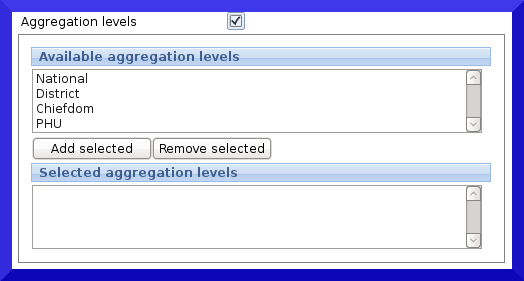 Aggregation levels
Available aggregation levels
National
District
Chiefdom
PHU
Add selected Remove selected
Selected aggregation levels